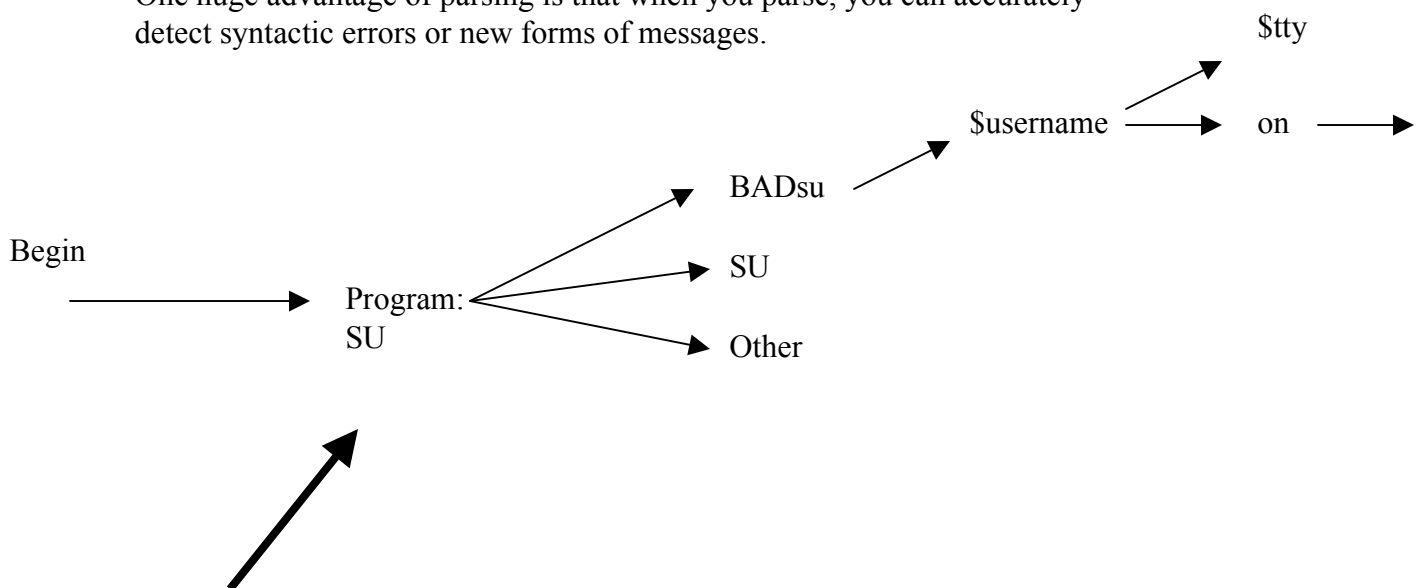 One huge advantage of parsing is that when you parse, you can accurately
detect syntactic errors or new forms of messages.
$tty
$username
on
BADsu
Begin
SU
Program:
SU
Other